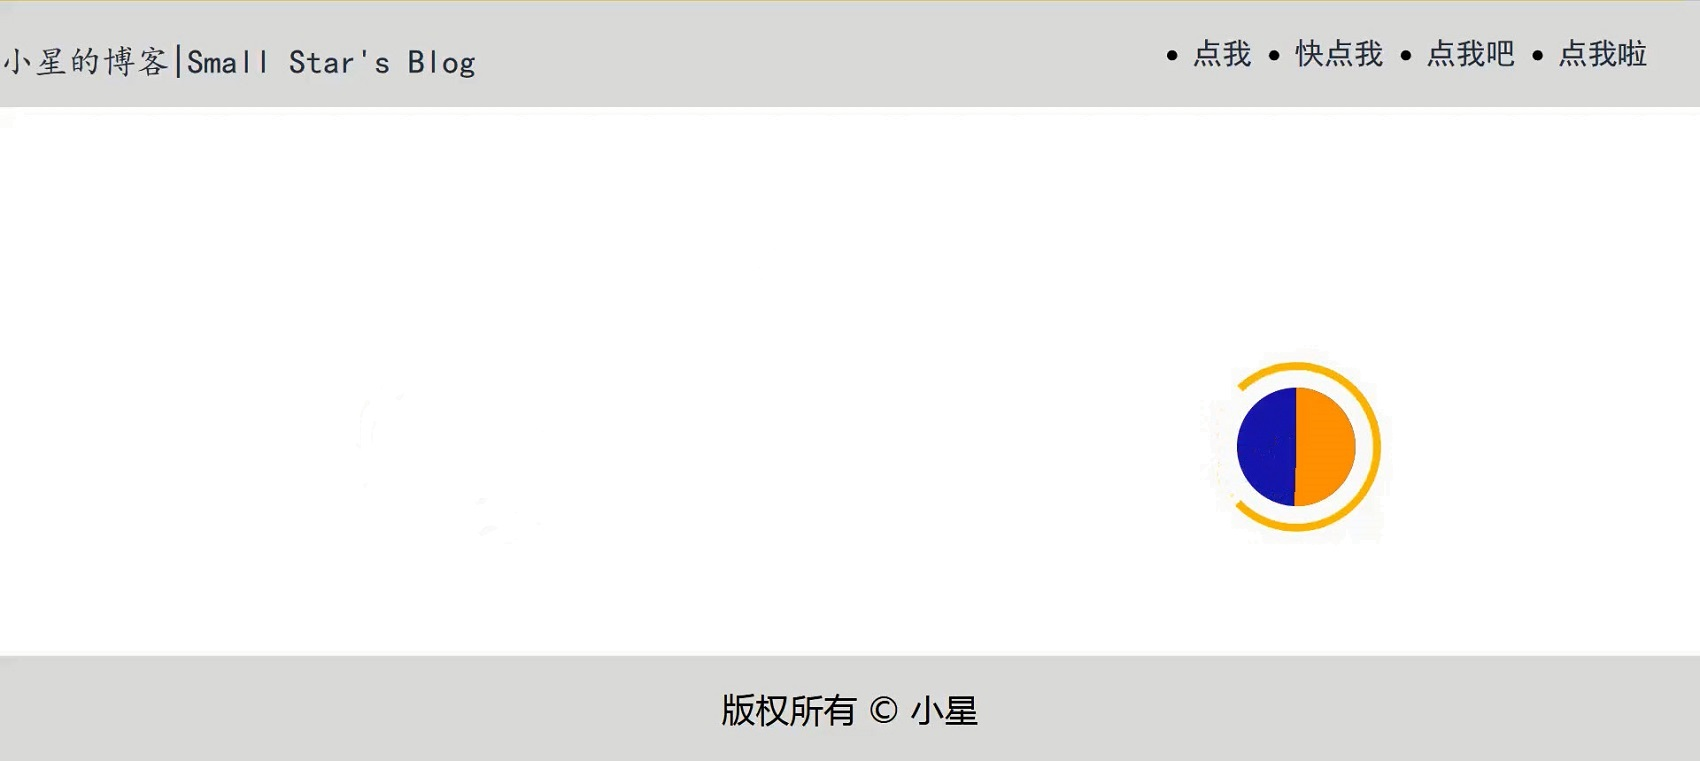 小星的博客|Small Star's Blog
• 点我 • 快点我 • 点我吧 • 点我啦
版权所有 © 小星